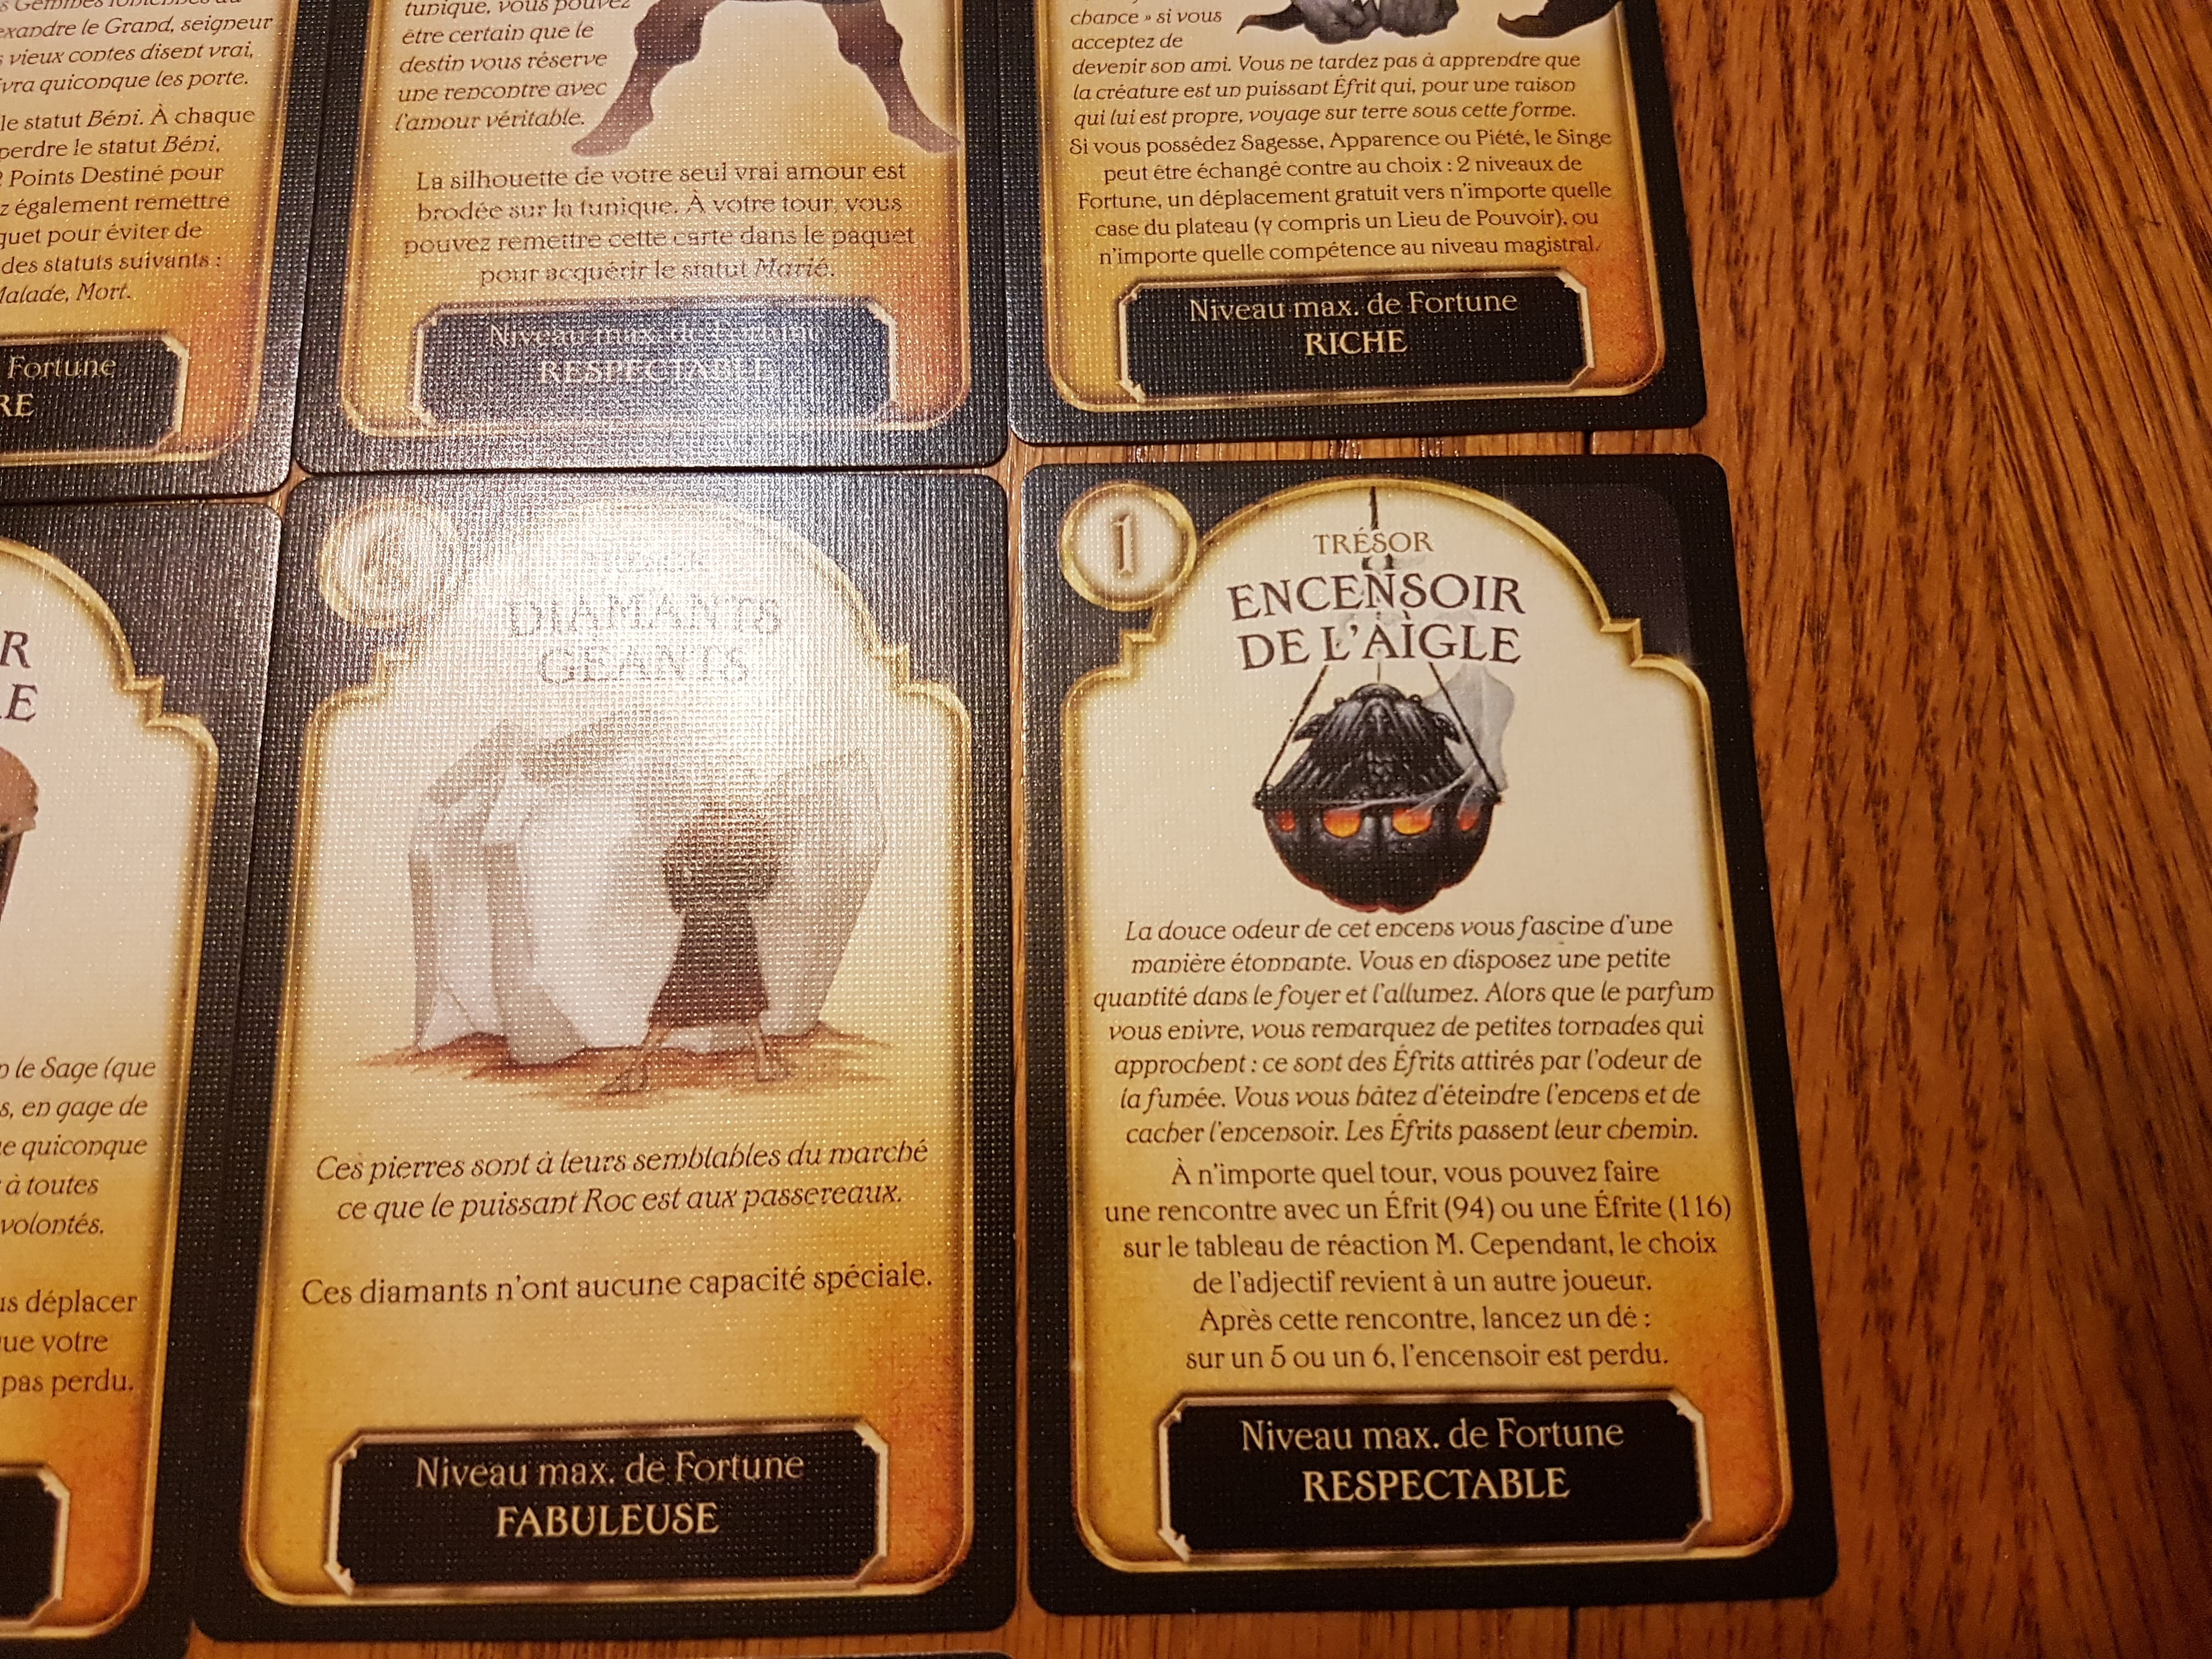 exandre le Grand, seigneur
vieux contes disent vrai,
vra quiconque les porte.
le statut Béni. À chaque
perdre le statut Béni,
2 Points Destiné pour
z également remettre
quet pour éviter de
des statuts suivants :
Malade, Mort.
Fortune
RE
tunique, vous pouvez
être certain que le
destin vous réserve
une rencontre avec
l'amour véritable.
La silhouette de votre seul vrai amour est
brodée sur la tunique. À votre tour, vous
pouvez remettre cette carte dans le paquet
pour acquérir le statut Marié.
Niveau max. de Fortune
RESPECTABLE
chance » si vous
acceptez de
devenir son ami. Vous ne tardez pas à apprendre que
la créature est un puissant Éfrit qui, pour une raison
qui lui est propre, voyage sur terre sous cette forme.
Si vous possédez Sagesse, Apparence ou Piété, le Singe
peut être échangé contre au choix : 2 niveaux de
Fortune, un déplacement gratuit vers n'importe quelle
case du plateau (y compris un Lieu de Pouvoir), ou
n'importe quelle compétence au niveau magistral.
Niveau max. de Fortune
RICHE
R
LE
le Sage (que
s, en gage de
e quiconque
à toutes
volontés.
us déplacer
que votre
pas perdu.
TRÉSOR
DIAMANTS
GÉANTS
Ces pierres sont à leurs semblables du marché
ce que le puissant Roc est aux passereaux.
Ces diamants n'ont aucune capacité spéciale.
Niveau max. de Fortune
FABULEUSE
1
TRÉSOR
ENCENSOIR
DE L'AIGLE
La douce odeur de cet encens vous fascine d'une
manière étonnante. Vous en disposez une petite
quantité dans le foyer et l'allumez. Alors que le parfum
vous enivre, vous remarquez de petites tornades qui
approchent : ce sont des Éfrits attirés par l'odeur de
la fumée. Vous vous hâtez d'éteindre l'encens et de
cacher l'encensoir. Les Éfrits passent leur chemin.
À n'importe quel tour, vous pouvez faire
une rencontre avec un Éfrit (94) ou une Éfrite (116)
sur le tableau de réaction M. Cependant, le choix
de l'adjectif revient à un autre joueur.
Après cette rencontre, lancez un dé :
sur un 5 ou un 6, l'encensoir est perdu.
Niveau max. de Fortune
RESPECTABLE